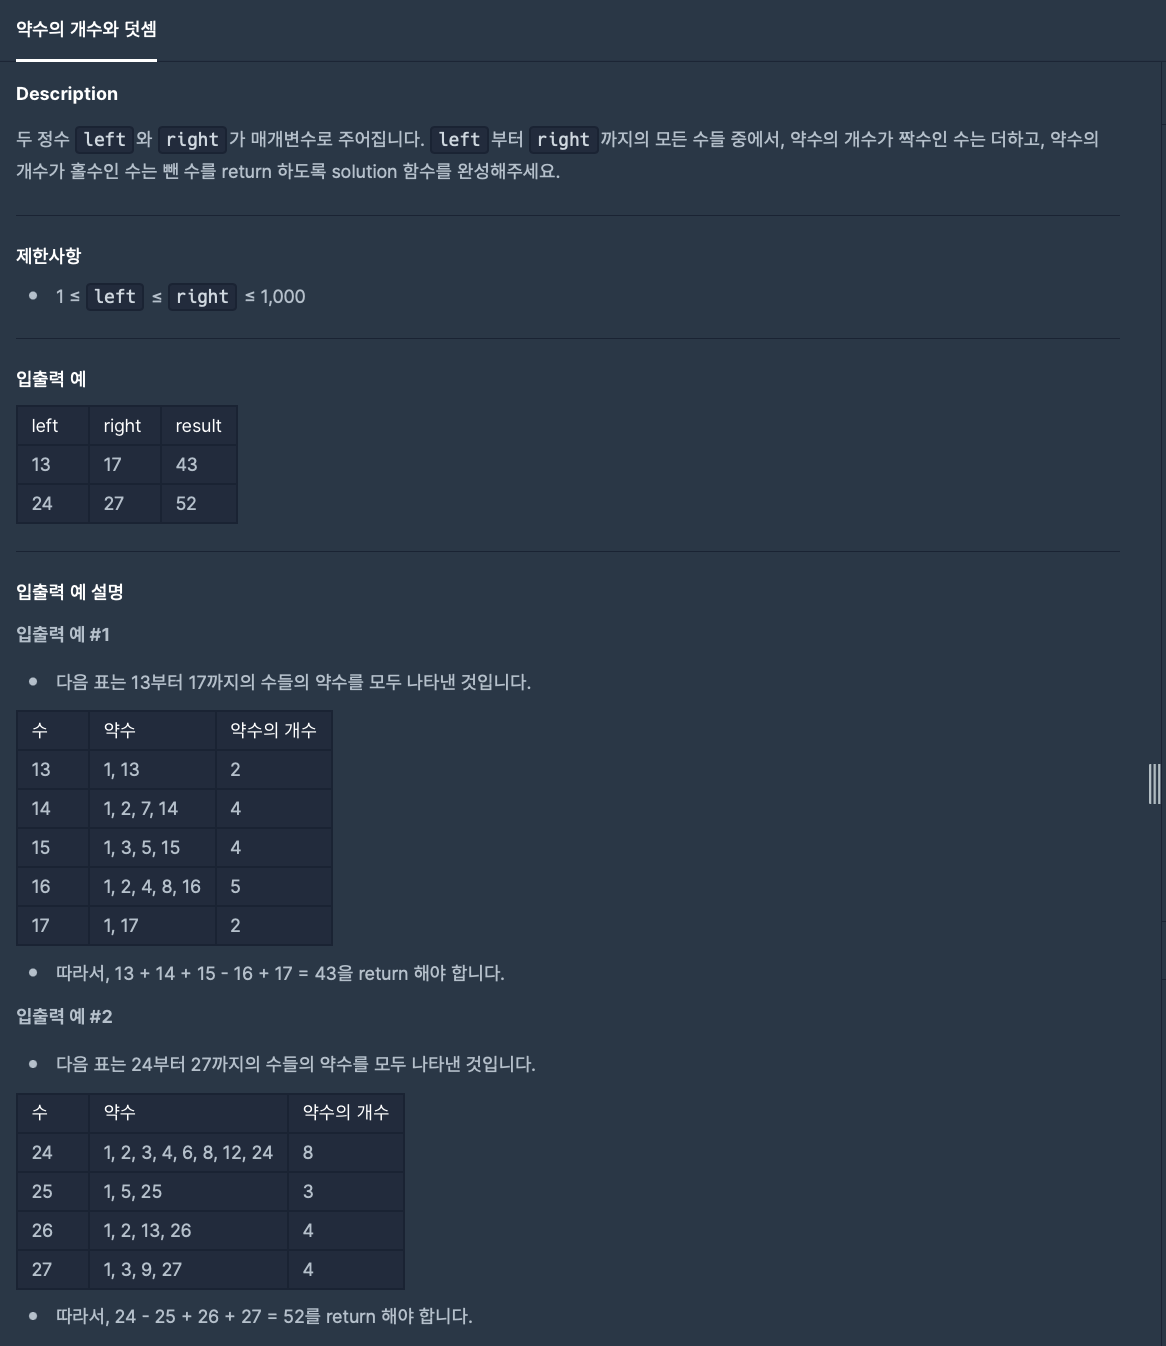 약수의 개수와 덧셈
Description
두 정수 left 와 right 가 매개변수로 주어집니다. left 부터 right 까지의 모든 수들 중에서, 약수의 개수가 짝수인 수는 더하고, 약수의
개수가 홀수인 수는 뺀 수를 return 하도록 solution 함수를 완성해주세요.
제한사항
• 1 ≤ left ≤ right ≤ 1,000
입출력 예
left right result
13 17 43
24 27 52
입출력 예 설명
입출력 예 #1
• 다음 표는 13부터 17까지의 수들의 약수를 모두 나타낸 것입니다.
수 약수 약수의 개수
13 1, 13 2
14 1, 2, 7, 14 4
15 1, 3, 5, 15 4
16 1, 2, 4, 8, 16 5
17 1, 17 2
• 따라서, 13 + 14 + 15 - 16 + 17 = 43을 return 해야 합니다.
입출력 예 #2
• 다음 표는 24부터 27까지의 수들의 약수를 모두 나타낸 것입니다.
수 약수 약수의 개수
24 1, 2, 3, 4, 6, 8, 12, 24 8
25 1, 5, 25 3
26 1, 2, 13, 26 4
27 1, 3, 9, 27 4
• 따라서, 24 - 25 + 26 + 27 = 52를 return 해야 합니다.